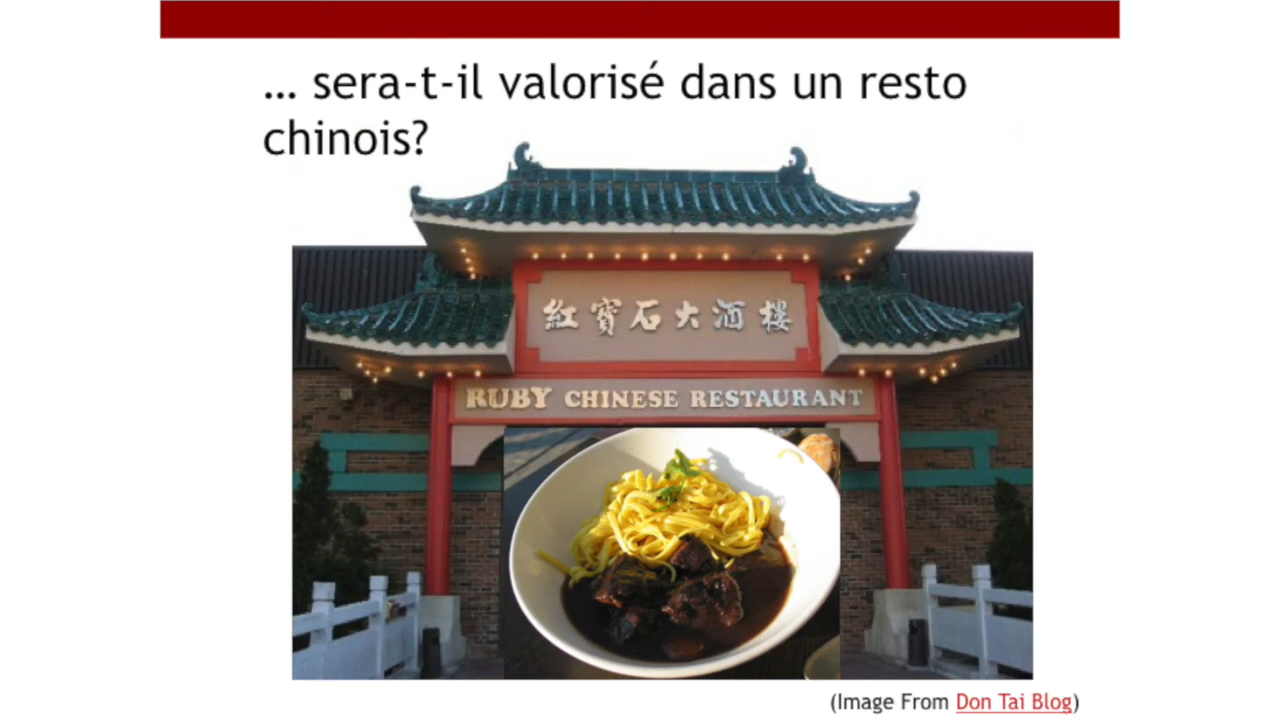 ... sera-t-il valorisé dans un resto
chinois?
紅寶石大酒樓
RUBY CHINESE RESTAURANT
(Image From Don Tai Blog)